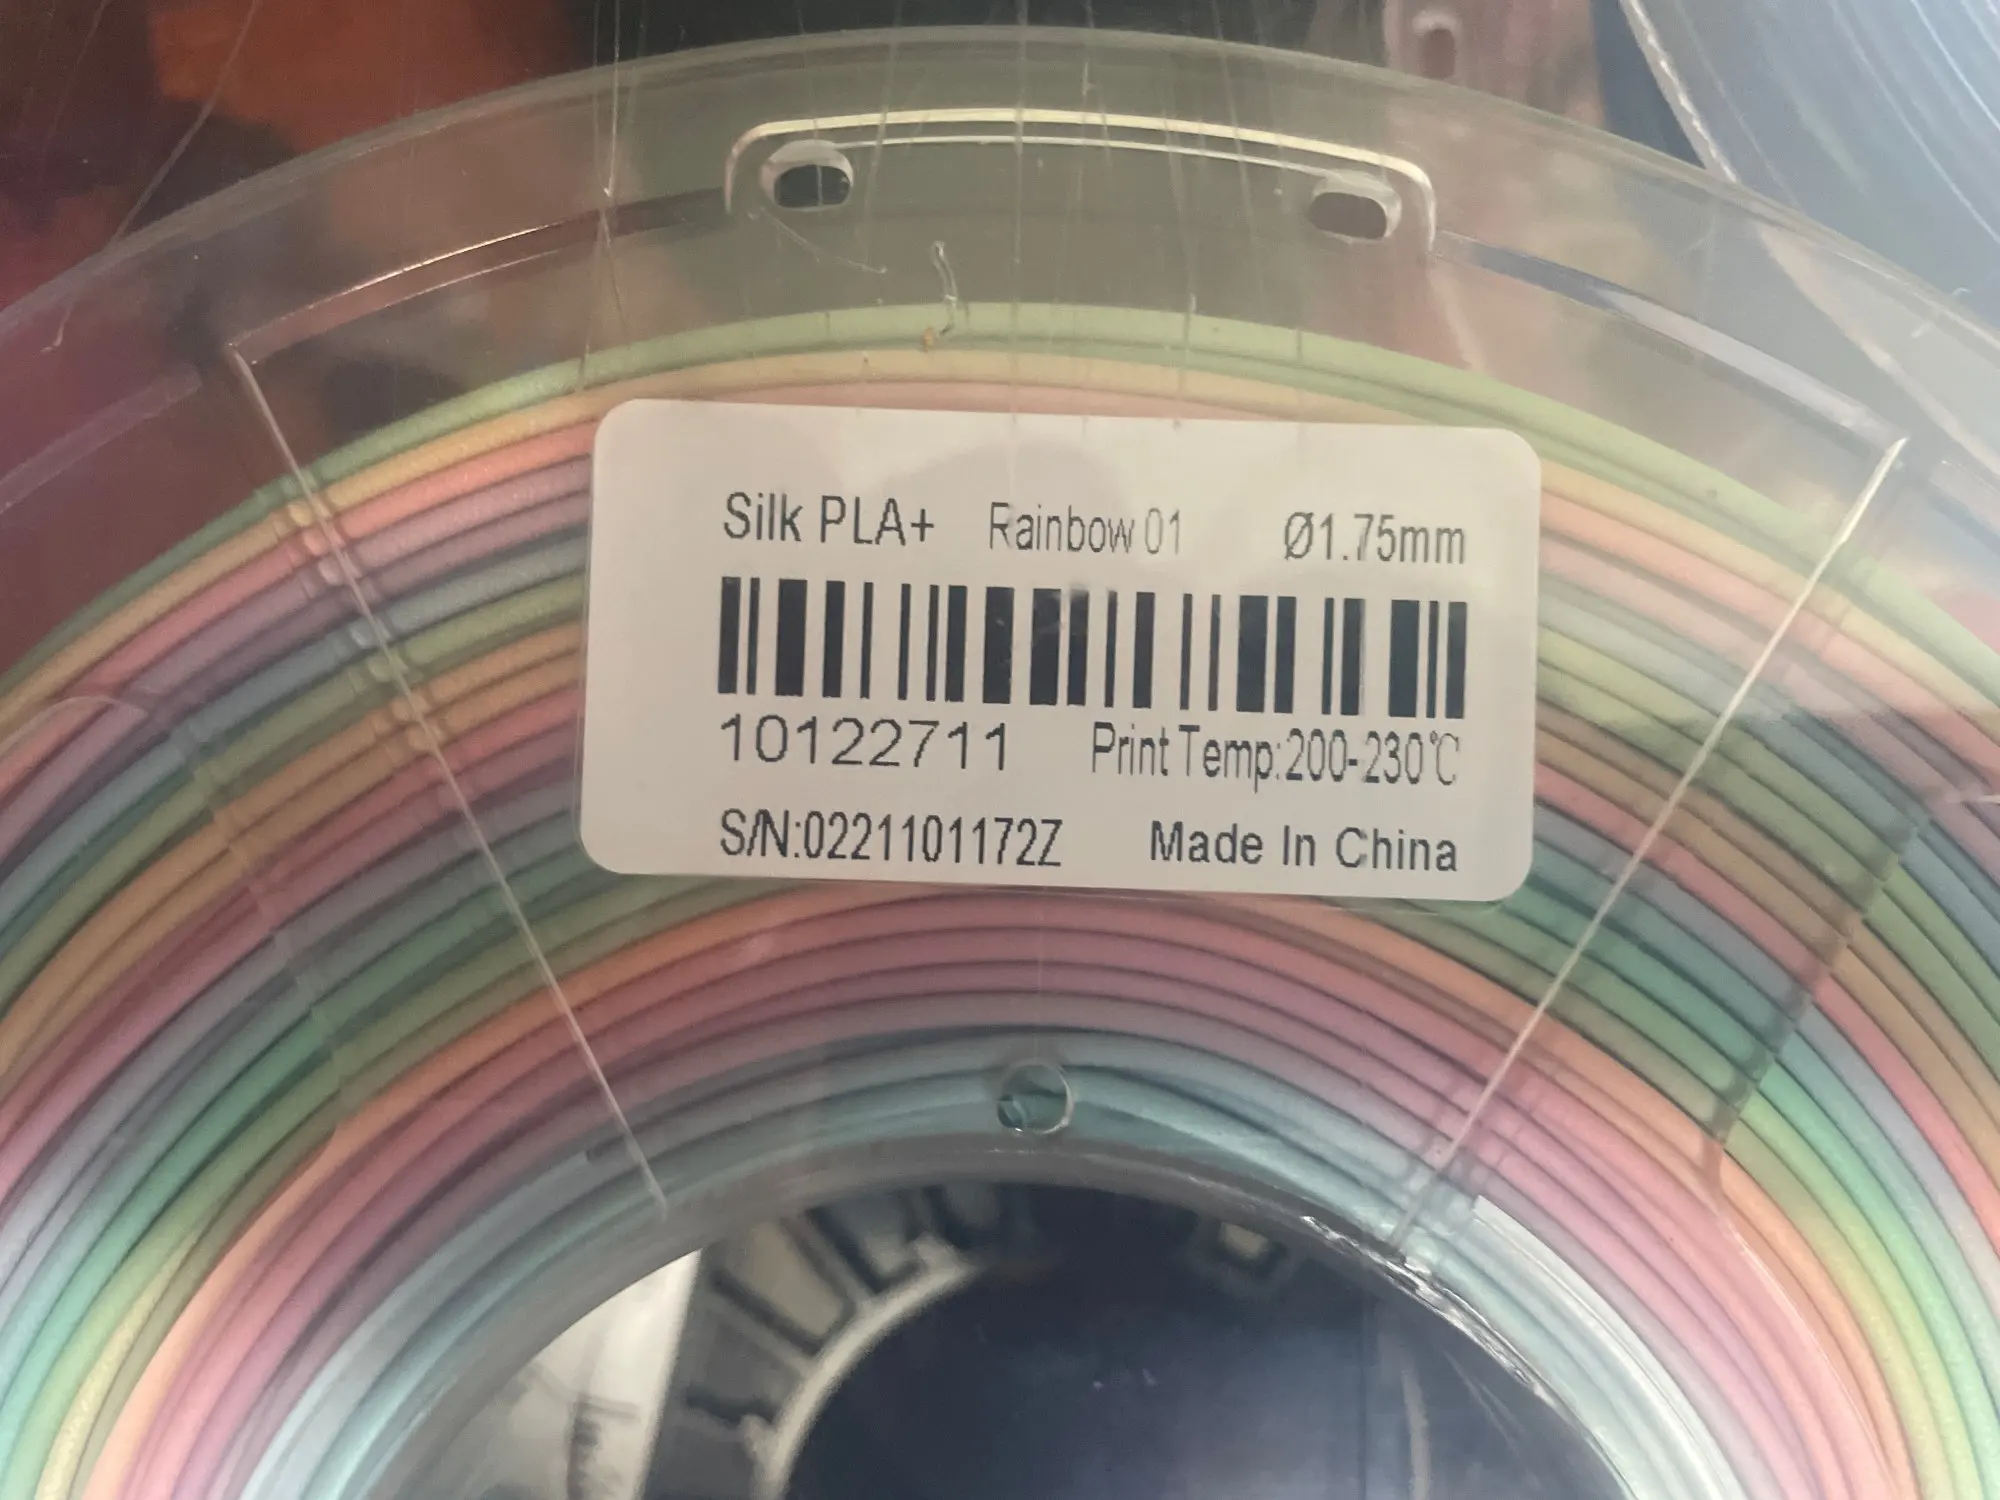 Silk PLA+ Rainbow 01 Ø1.75mm
10122711 Print Temp:200-230℃
S/N:0221101172Z Made In China